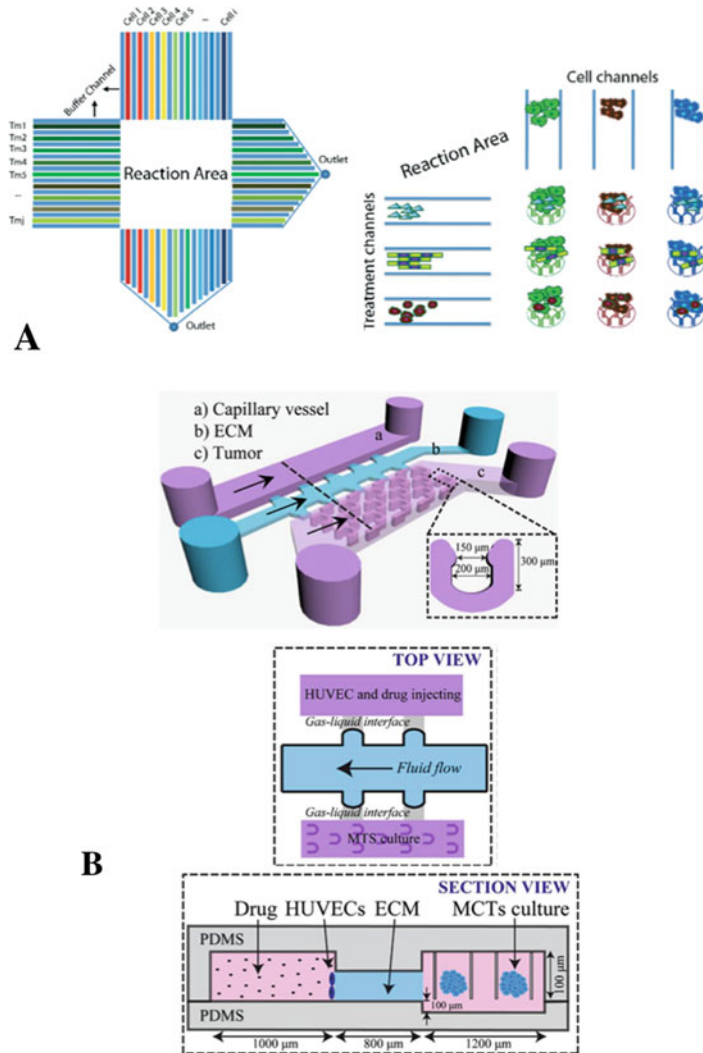 Cell 1
Cell 2
Cell 3
Cell 4
Cell 5
...
Cell i
Buffer Channel
Tm1
Tm2
Tm3
Tm4
Tm5
...
Tmj
Reaction Area
Outlet
Outlet
A
Cell channels
Reaction Area
Treatment channels
a) Capillary vessel
b) ECM
c) Tumor
a
b
c
150 μm
200 μm
300 μm
TOP VIEW
HUVEC and drug injecting
Gas-liquid interface
Fluid flow
Gas-liquid interface
MTS culture
B
SECTION VIEW
Drug HUVECs ECM MCTs culture
PDMS
100 μm
100 μm
PDMS
1000 μm 800 μm 1200 μm